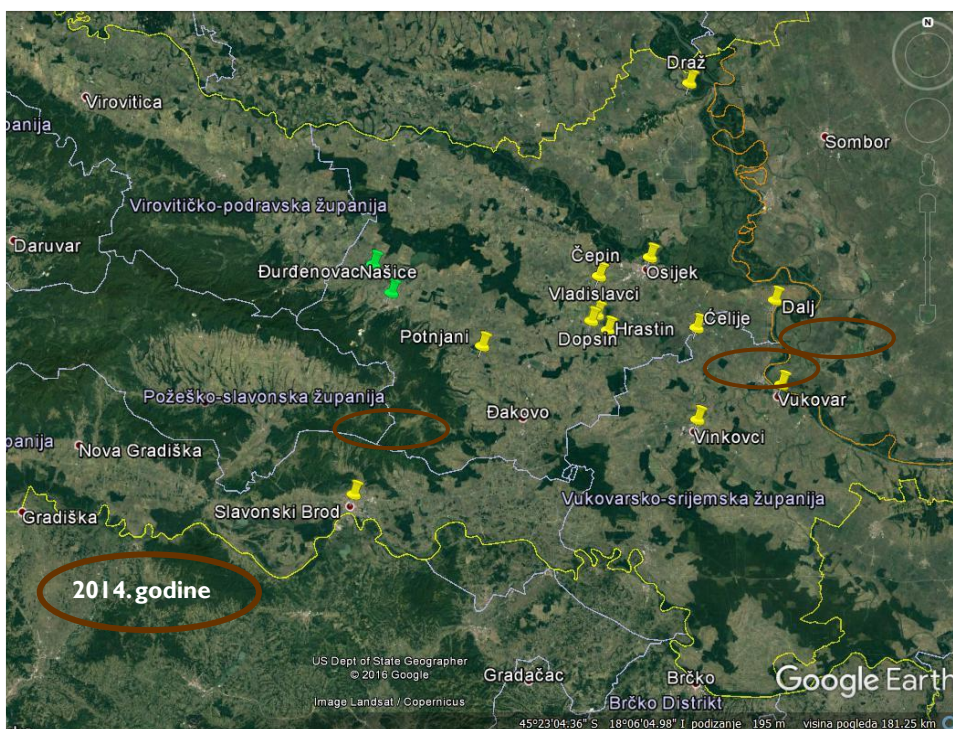 N
Draž
Virovitica
panija
Sombor
Virovitičko-podravska županija
Daruvar
Čepin
Đurđenovac Našice
Osijek
Vladislavci
Dalj
Ćelije
Potnjani
Dopsin Hrastin
Požeško-slavonska županija
Vukovar
Đakovo
Vinkovci
panija
Nova Gradiška
Vukovarsko-srijemska županija
Slavonski Brod
Gradiška
2014. godine
US Dept of State Geographer
© 2016 Google
Gradačac
Brčko
Google Earth
Image Landsat / Copernicus
Brčko Distrikt
45°23'04.36" S 18°06'04.98" I podizanje 195 m visina pogleda 181.25 km